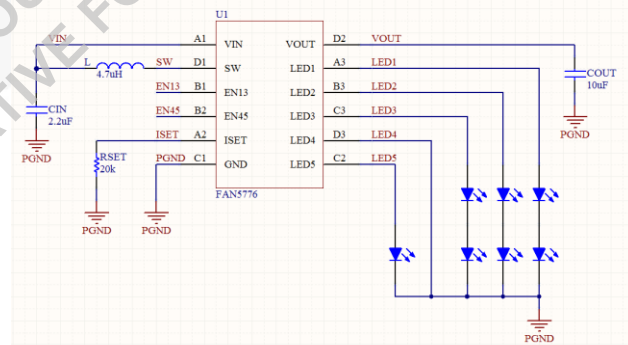 U1
VIN A1 VIN VOUT D2 VOUT
L 4.7uH SW D1 SW LED1 A3 LED1
EN13 B1 EN13 LED2 B3 LED2
EN45 B2 EN45 LED3 C3 LED3
ISET A2 ISET LED4 D3 LED4
PGND C1 GND LED5 C2 LED5
FAN5776
CIN
2.2uF
PGND
RSET
20k
PGND
PGND
COUT
10uF
PGND
PGND